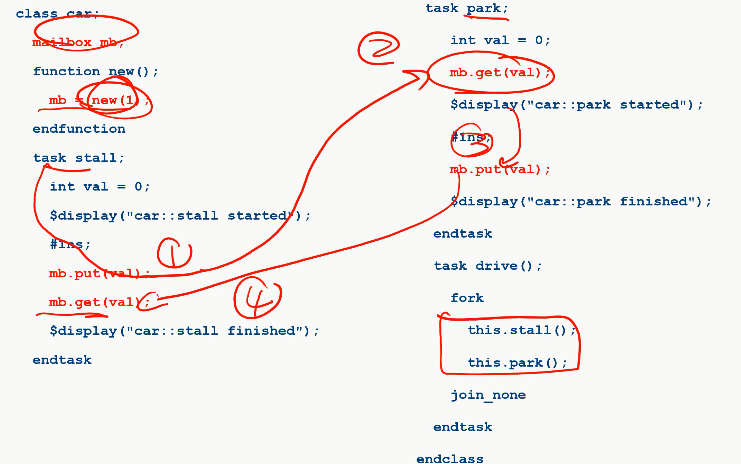 class car;
mailbox mb;
function new();
mb = new(1);
endfunction
task stall;
int val = 0;
$display("car::stall started");
#1ns;
mb.put(val);
mb.get(val);
$display("car::stall finished");
endtask
task park;
int val = 0;
mb.get(val);
$display("car::park started");
#1ns;
mb.put(val);
$display("car::park finished");
endtask
task drive();
fork
this.stall();
this.park();
join_none
endtask
endclass
1
2
3
4